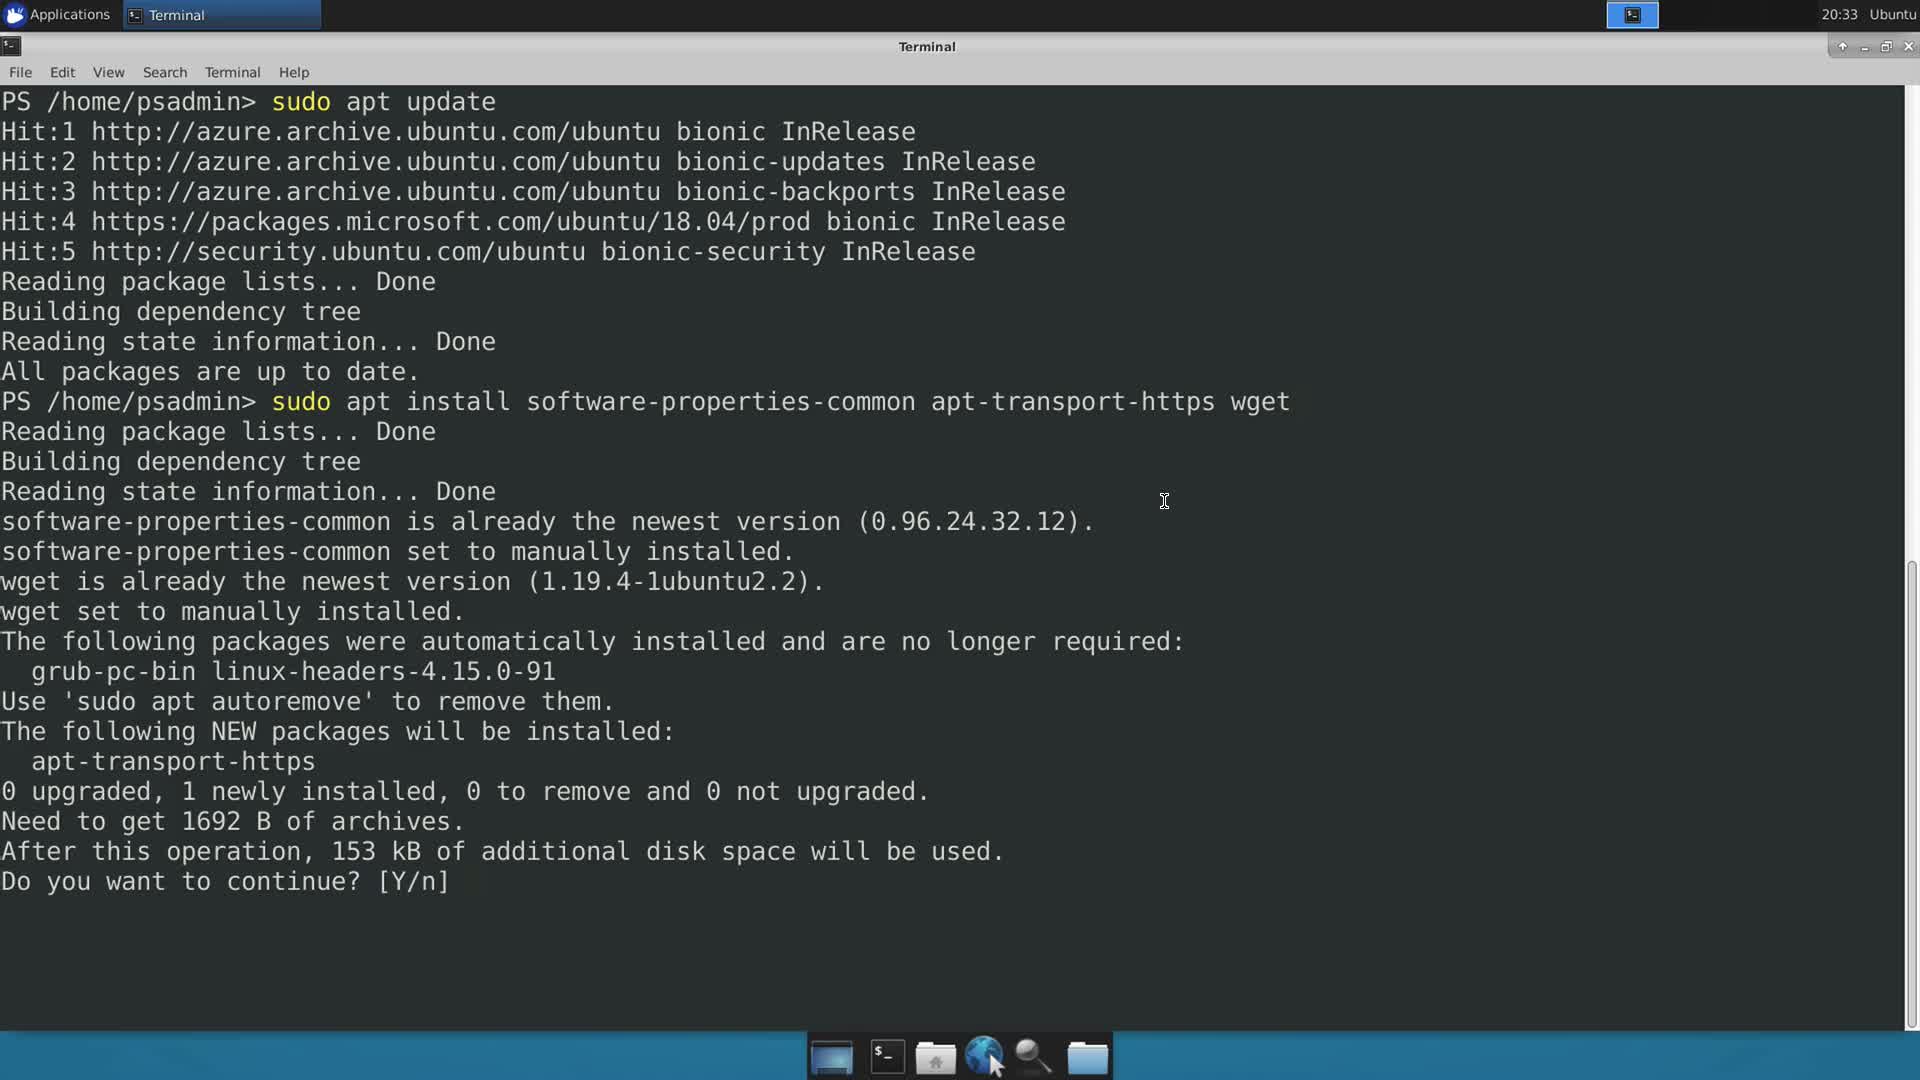 Applications Terminal 20:33 Ubuntu
Terminal
File Edit View Search Terminal Help
PS /home/psadmin> sudo apt update
Hit:1 http://azure.archive.ubuntu.com/ubuntu bionic InRelease
Hit:2 http://azure.archive.ubuntu.com/ubuntu bionic-updates InRelease
Hit:3 http://azure.archive.ubuntu.com/ubuntu bionic-backports InRelease
Hit:4 https://packages.microsoft.com/ubuntu/18.04/prod bionic InRelease
Hit:5 http://security.ubuntu.com/ubuntu bionic-security InRelease
Reading package lists... Done
Building dependency tree
Reading state information... Done
All packages are up to date.
PS /home/psadmin> sudo apt install software-properties-common apt-transport-https wget
Reading package lists... Done
Building dependency tree
Reading state information... Done
software-properties-common is already the newest version (0.96.24.32.12).
software-properties-common set to manually installed.
wget is already the newest version (1.19.4-1ubuntu2.2).
wget set to manually installed.
The following packages were automatically installed and are no longer required:
  grub-pc-bin linux-headers-4.15.0-91
Use 'sudo apt autoremove' to remove them.
The following NEW packages will be installed:
  apt-transport-https
0 upgraded, 1 newly installed, 0 to remove and 0 not upgraded.
Need to get 1692 B of archives.
After this operation, 153 kB of additional disk space will be used.
Do you want to continue? [Y/n]